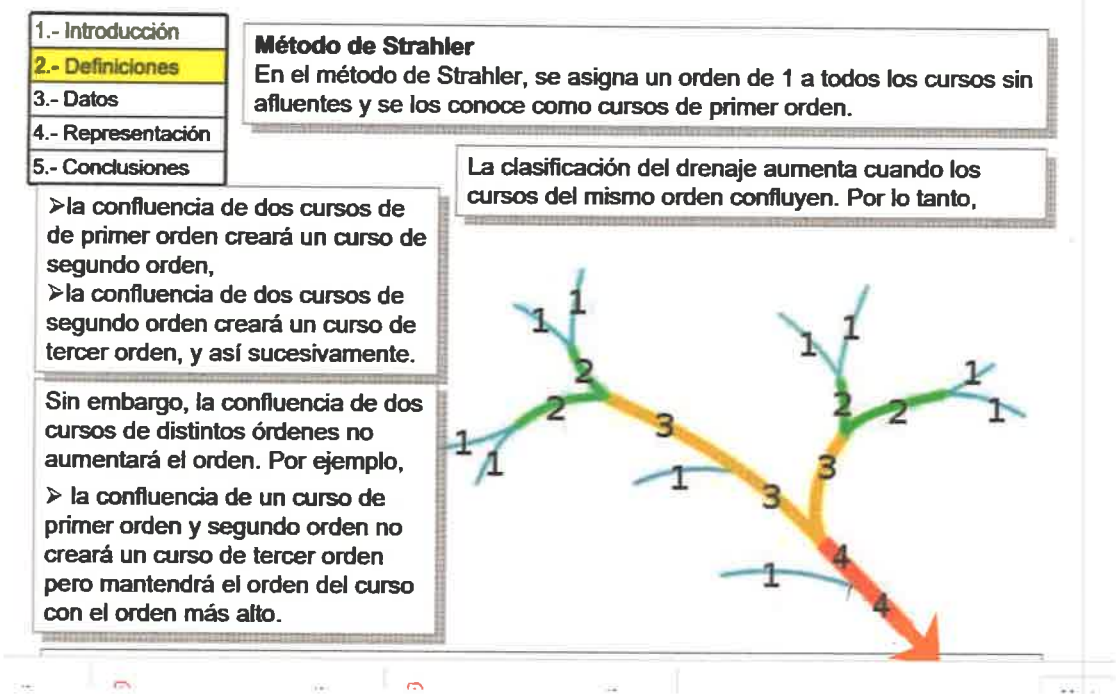 1.- Introducción
2.- Definiciones
3.- Datos
4.- Representación
5.- Conclusiones
Método de Strahler
En el método de Strahler, se asigna un orden de 1 a todos los cursos sin
afluentes y se los conoce como cursos de primer orden.
La clasificación del drenaje aumenta cuando los
cursos del mismo orden confluyen. Por lo tanto,
➢la confluencia de dos cursos de
de primer orden creará un curso de
segundo orden,
➢la confluencia de dos cursos de
segundo orden creará un curso de
tercer orden, y así sucesivamente.
Sin embargo, la confluencia de dos
cursos de distintos órdenes no
aumentará el orden. Por ejemplo,
➢ la confluencia de un curso de
primer orden y segundo orden no
creará un curso de tercer orden
pero mantendrá el orden del curso
con el orden más alto.
1
1
1
1
2
1
1
2
2
2
1
3
1
1
3
1
3
4
1
4